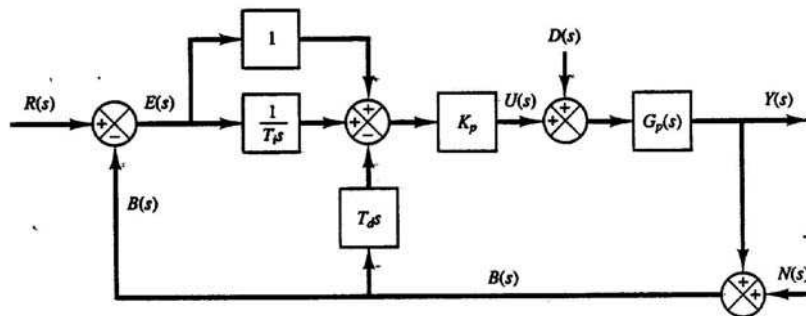 1
D(s)
R(s)
E(s)
U(s)
Y(s)
+
+
+
−
1
T_i s
+
−
K_p
+
+
G_p(s)
B(s)
T_d s
B(s)
N(s)
+
+